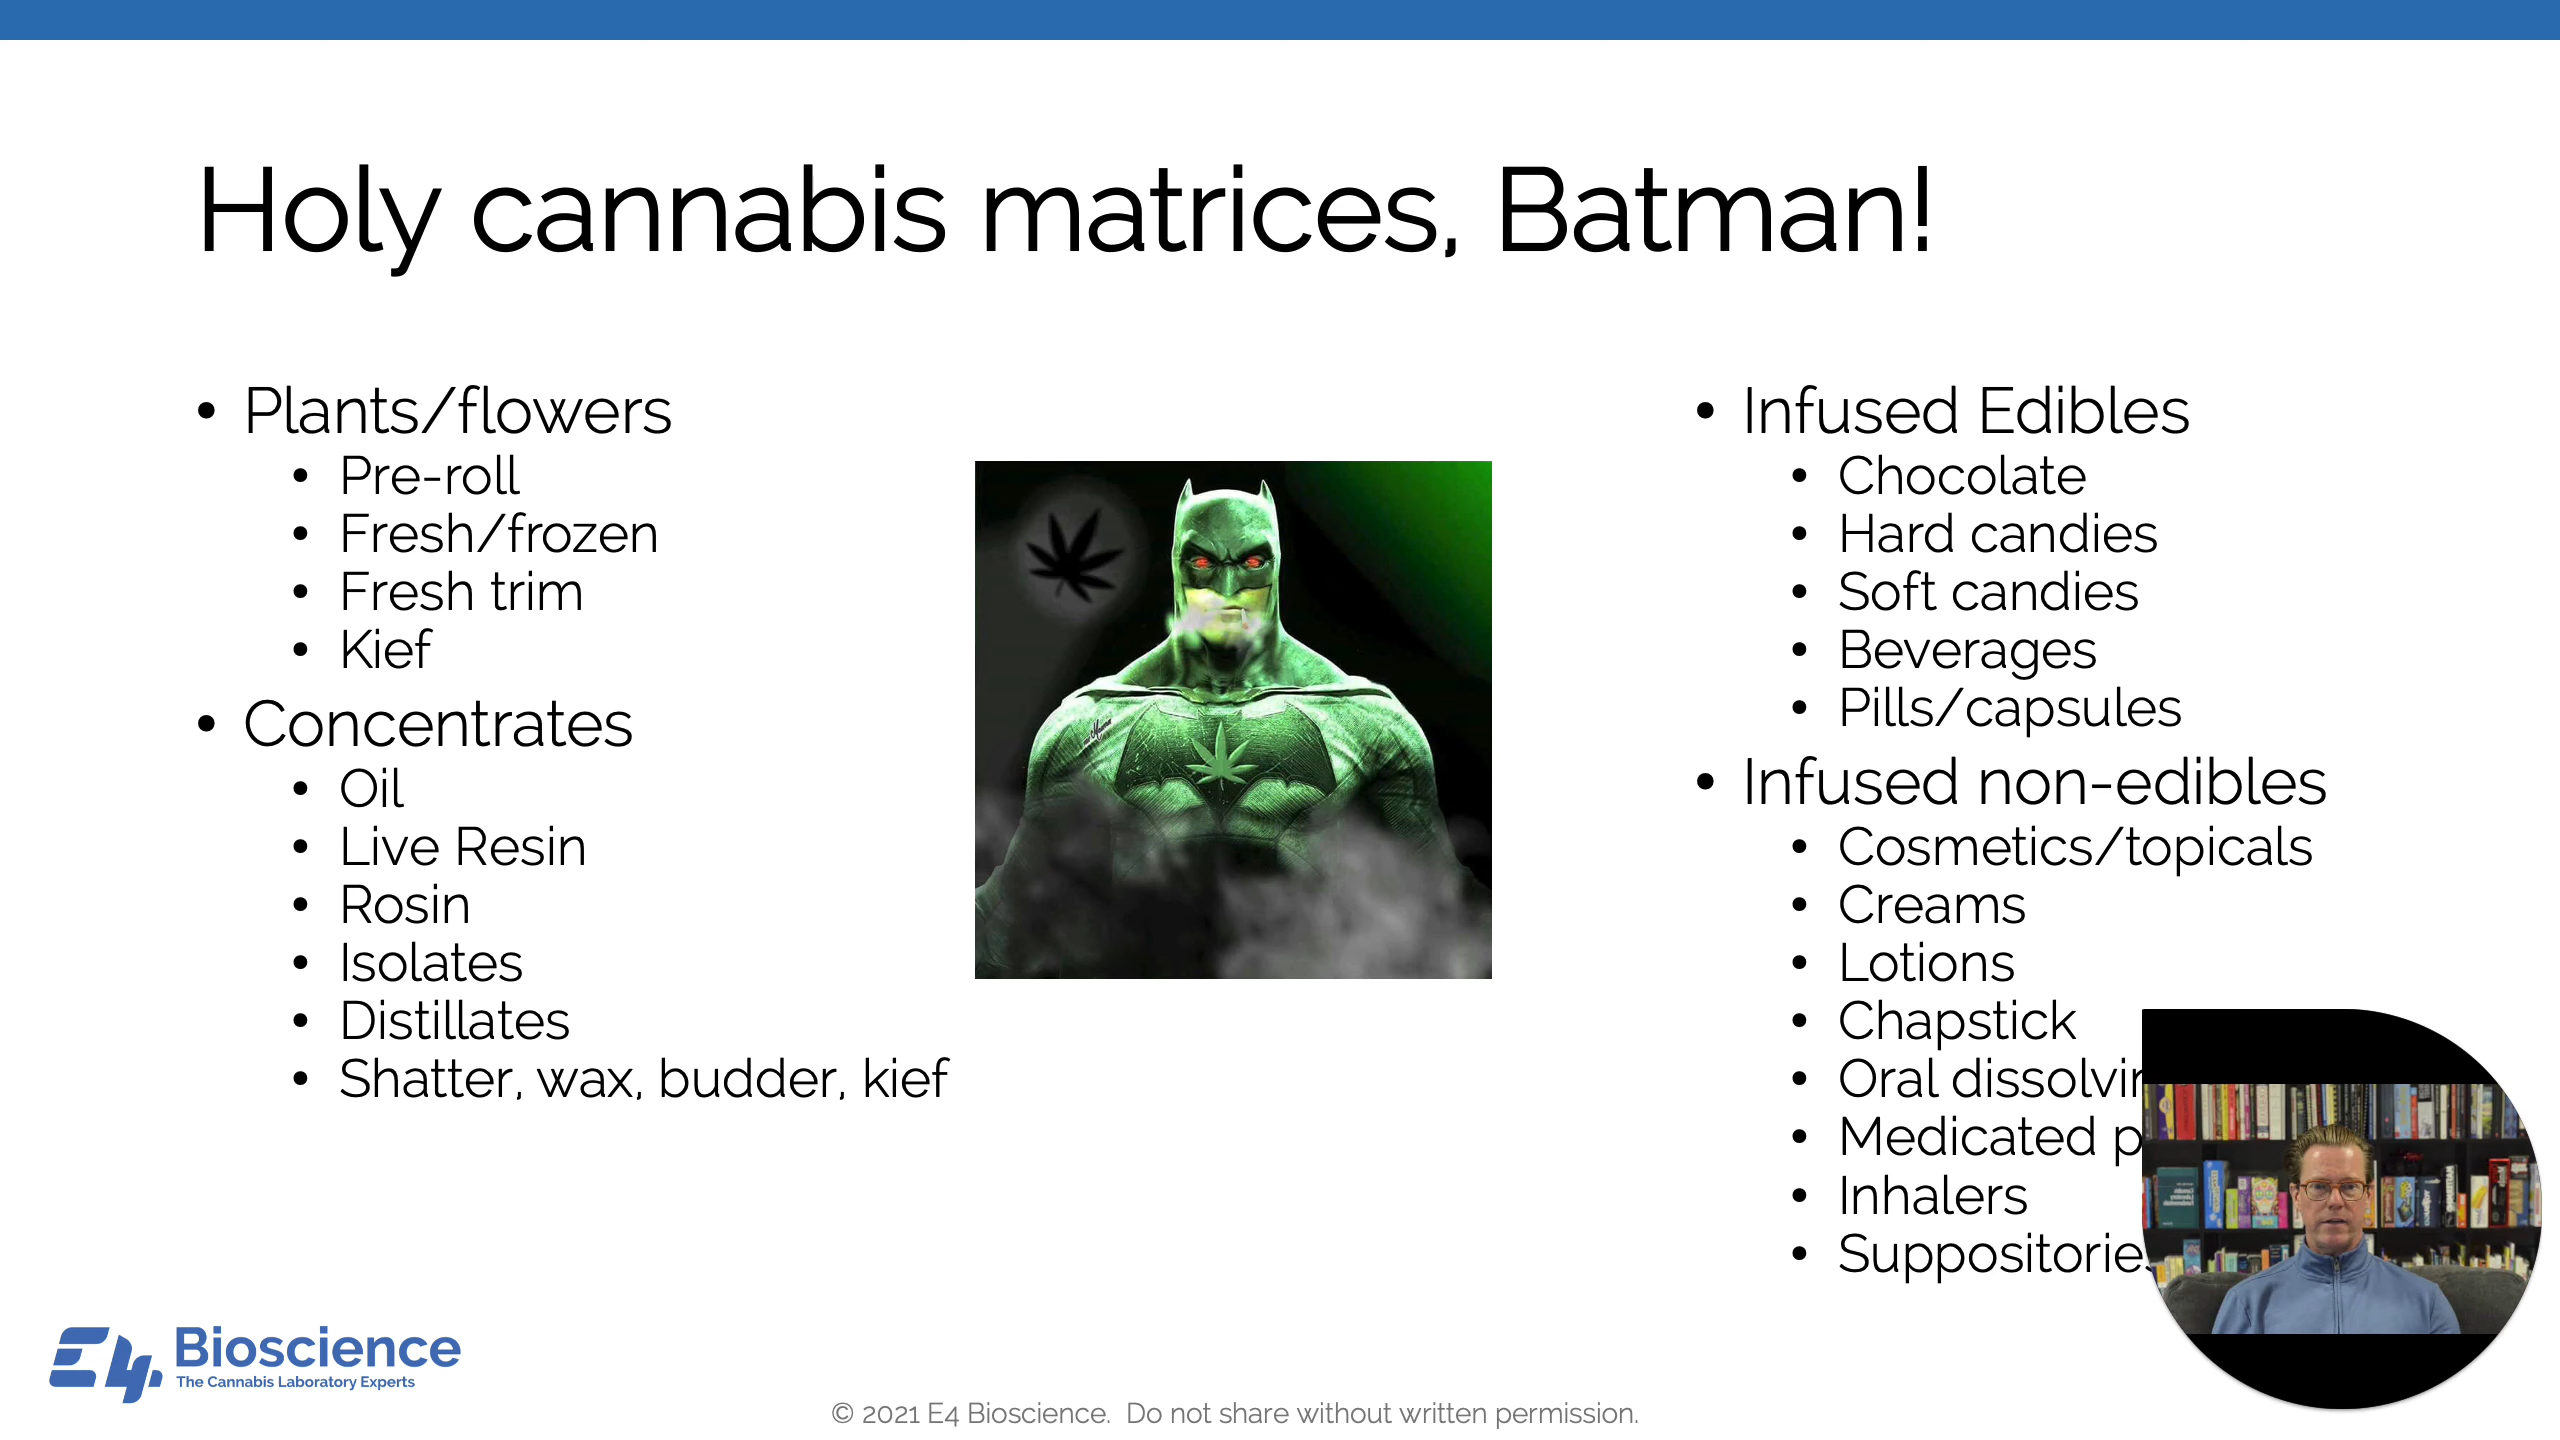 Holy cannabis matrices, Batman!
• Plants/flowers
• Pre-roll
• Fresh/frozen
• Fresh trim
• Kief
• Concentrates
• Oil
• Live Resin
• Rosin
• Isolates
• Distillates
• Shatter, wax, budder, kief
• Infused Edibles
• Chocolate
• Hard candies
• Soft candies
• Beverages
• Pills/capsules
• Infused non-edibles
• Cosmetics/topicals
• Creams
• Lotions
• Chapstick
• Oral
• Medicated
• Inhalers
E4 Bioscience
The Cannabis Laboratory Experts
© 2021 E4 Bioscience. Do not share without written permission.